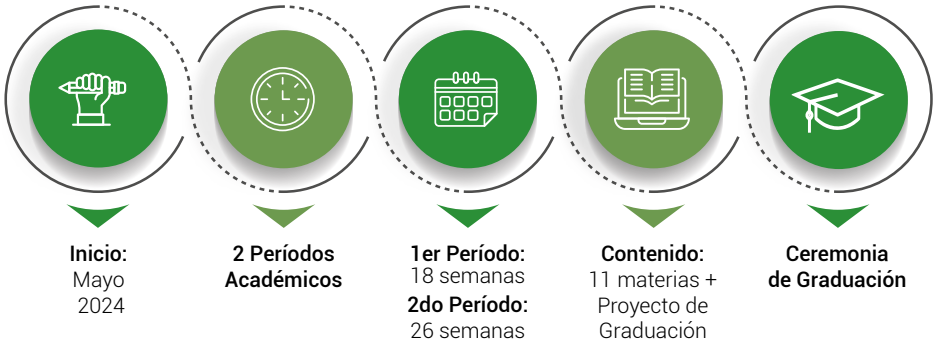 Inicio:
Mayo
2024
2 Períodos
Académicos
1er Período:
18 semanas
2do Período:
26 semanas
Contenido:
11 materias +
Proyecto de
Graduación
Ceremonia
de Graduación